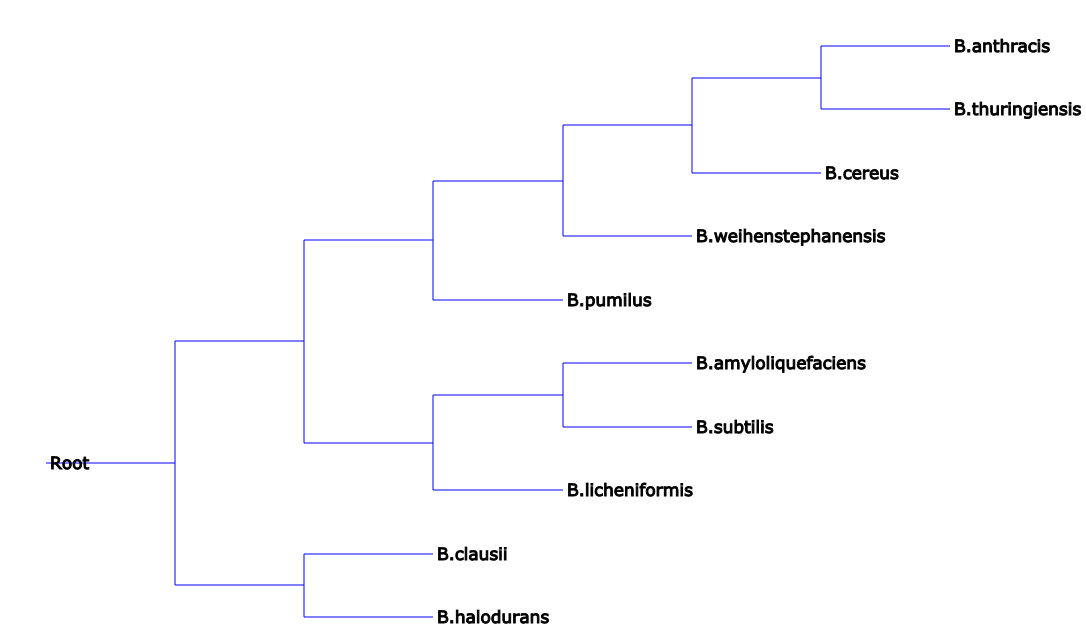 B.anthracis
B.thuringiensis
B.cereus
B.weihenstephanensis
B.pumilus
B.amyloliquefaciens
B.subtilis
Root
B.licheniformis
B.clausii
B.halodurans